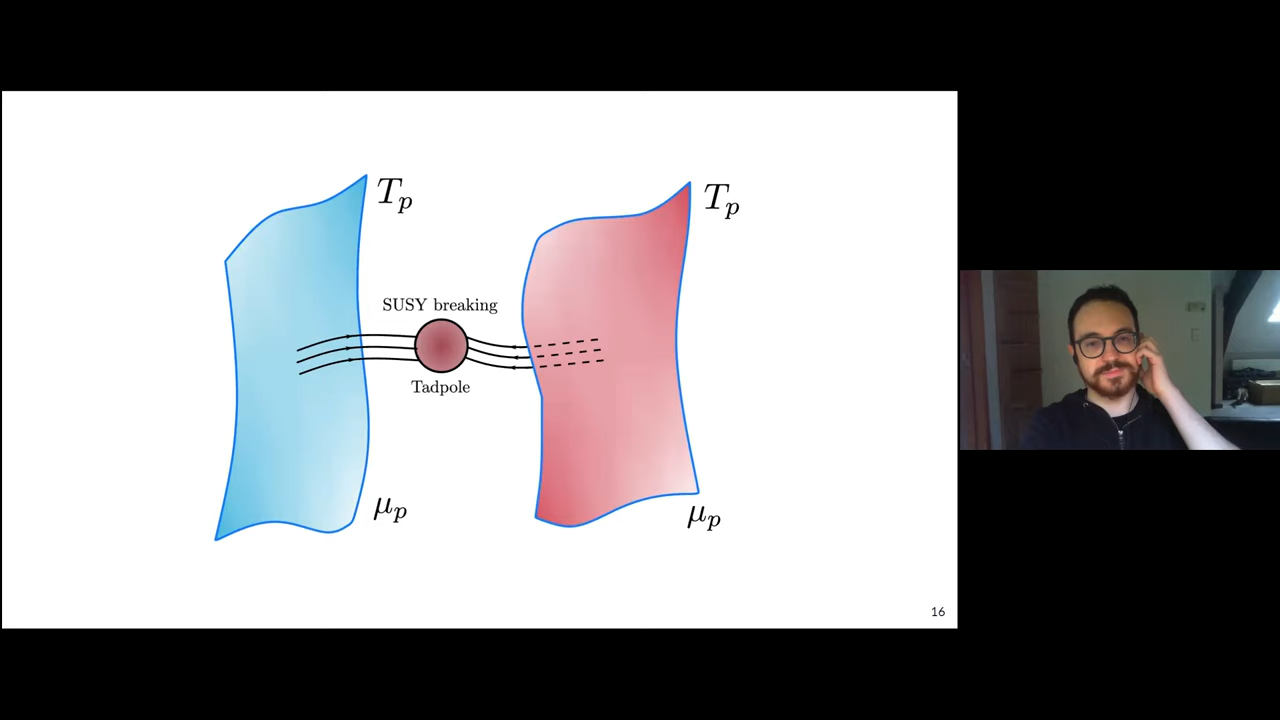 T_p
T_p
SUSY breaking
Tadpole
μ_p
μ_p
16